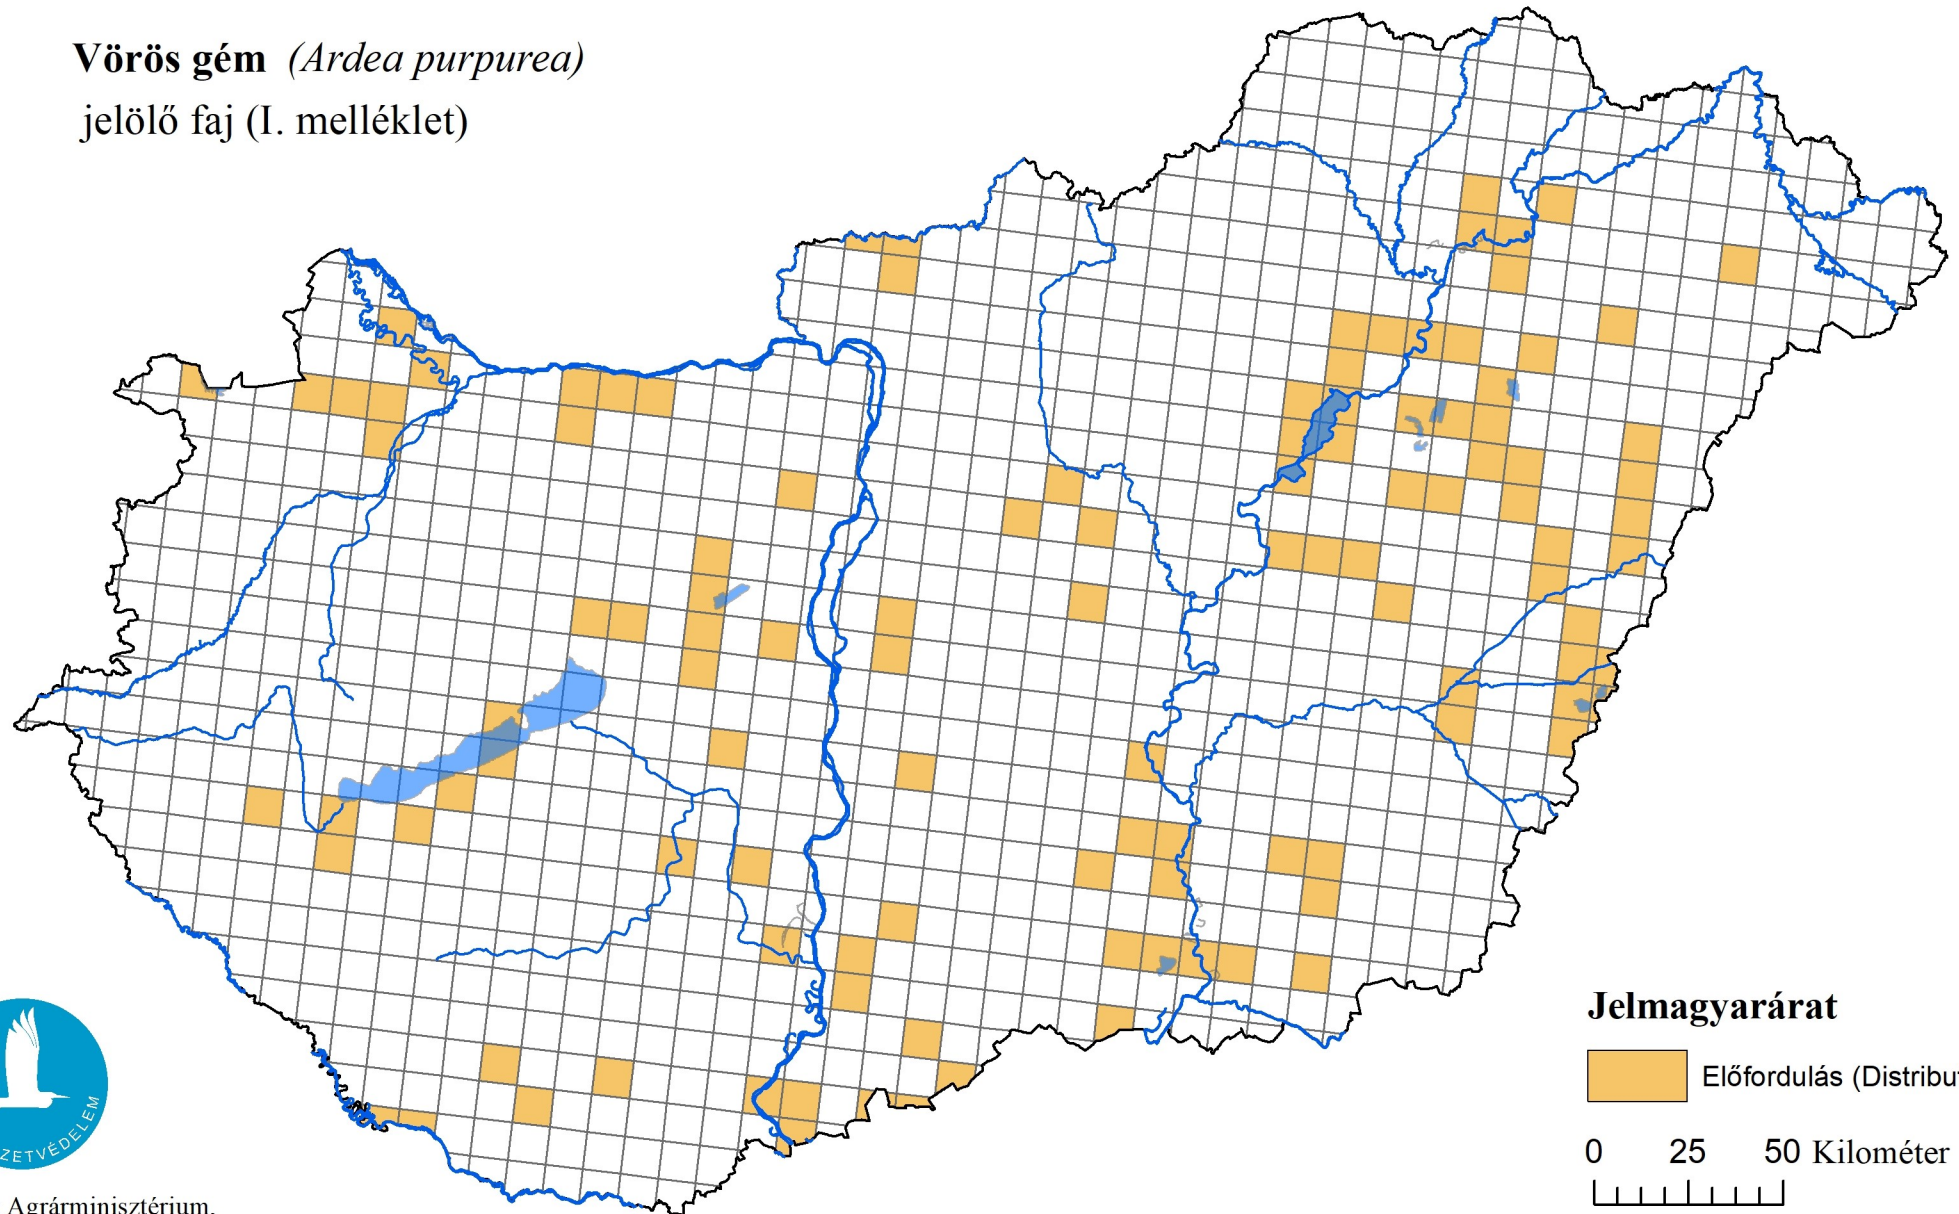 Vörös gém (Ardea purpurea)
jelölő faj (I. melléklet)
ZETVÉDELEM
Agrárminisztérium,
Jelmagyarárat
Előfordulás (Distribu
0 25 50 Kilométer